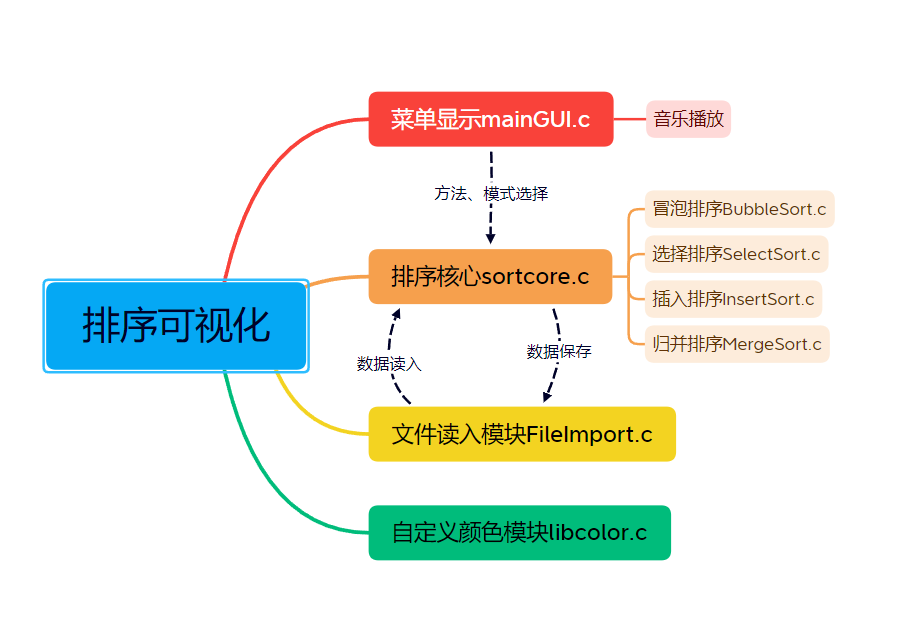 菜单显示mainGUI.c
音乐播放
方法、模式选择
冒泡排序BubbleSort.c
选择排序SelectSort.c
排序核心sortcore.c
插入排序InsertSort.c
归并排序MergeSort.c
排序可视化
数据读入
数据保存
文件读入模块FileImport.c
自定义颜色模块libcolor.c